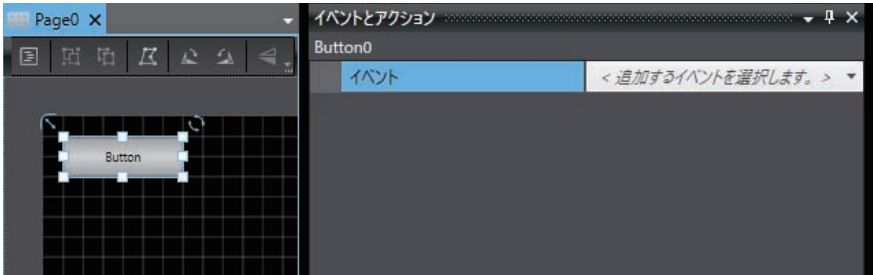 Page0
イベントとアクション
Button0
イベント
< 追加するイベントを選択します。 >
Button